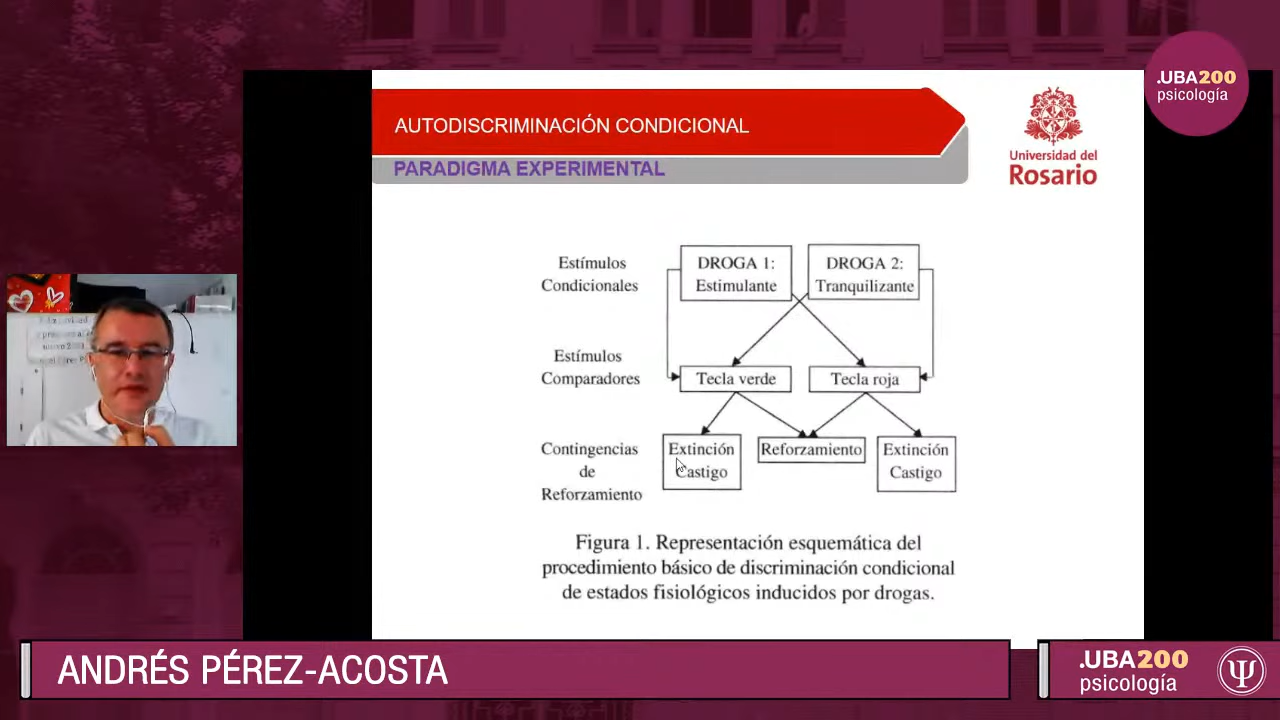 .UBA200
psicología
AUTODISCRIMINACIÓN CONDICIONAL
PARADIGMA EXPERIMENTAL
Universidad del
Rosario
Estímulos
Condicionales
DROGA 1:
Estimulante
DROGA 2:
Tranquilizante
Estímulos
Comparadores
Tecla verde
Tecla roja
Contingencias
de
Reforzamiento
Extinción
Castigo
Reforzamiento
Extinción
Castigo
Figura 1. Representación esquemática del
procedimiento básico de discriminación condicional
de estados fisiológicos inducidos por drogas.
ANDRÉS PÉREZ-ACOSTA
.UBA200
psicología